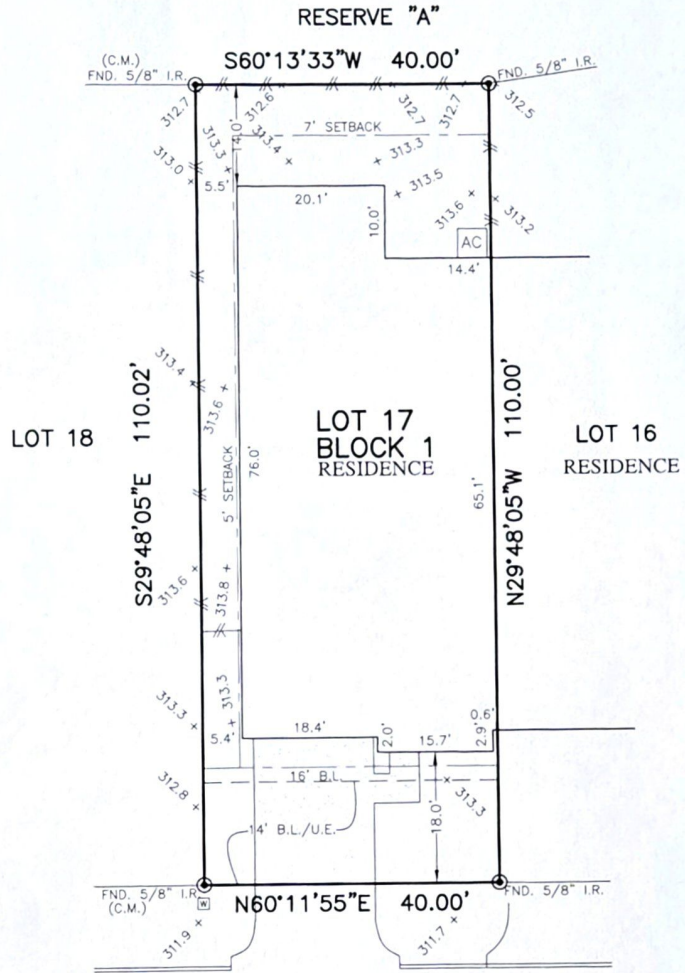 RESERVE "A"
S60°13'33"W 40.00'
(C.M.)
FND. 5/8" I.R.
FND. 5/8" I.R.
312.7
312.6
312.7
312.7
312.5
7' SETBACK
14.0'
313.3
313.4
313.3
313.0
5.5'
20.1'
313.5
313.6
313.2
10.0'
AC
14.4'
313.4
313.6
LOT 18
S29°48'05"E 110.02'
5' SETBACK
76.0'
LOT 17
BLOCK 1
RESIDENCE
65.1'
N29°48'05"W 110.00'
LOT 16
RESIDENCE
313.6
313.8
313.3
313.3
5.4'
18.4'
2.0'
15.7'
0.6'
2.9'
312.8
16' B.L.
313.3
14' B.L./U.E.
18.0'
FND. 5/8" I.R.
(C.M.)
W
N60°11'55"E 40.00'
FND. 5/8" I.R.
311.9
311.7